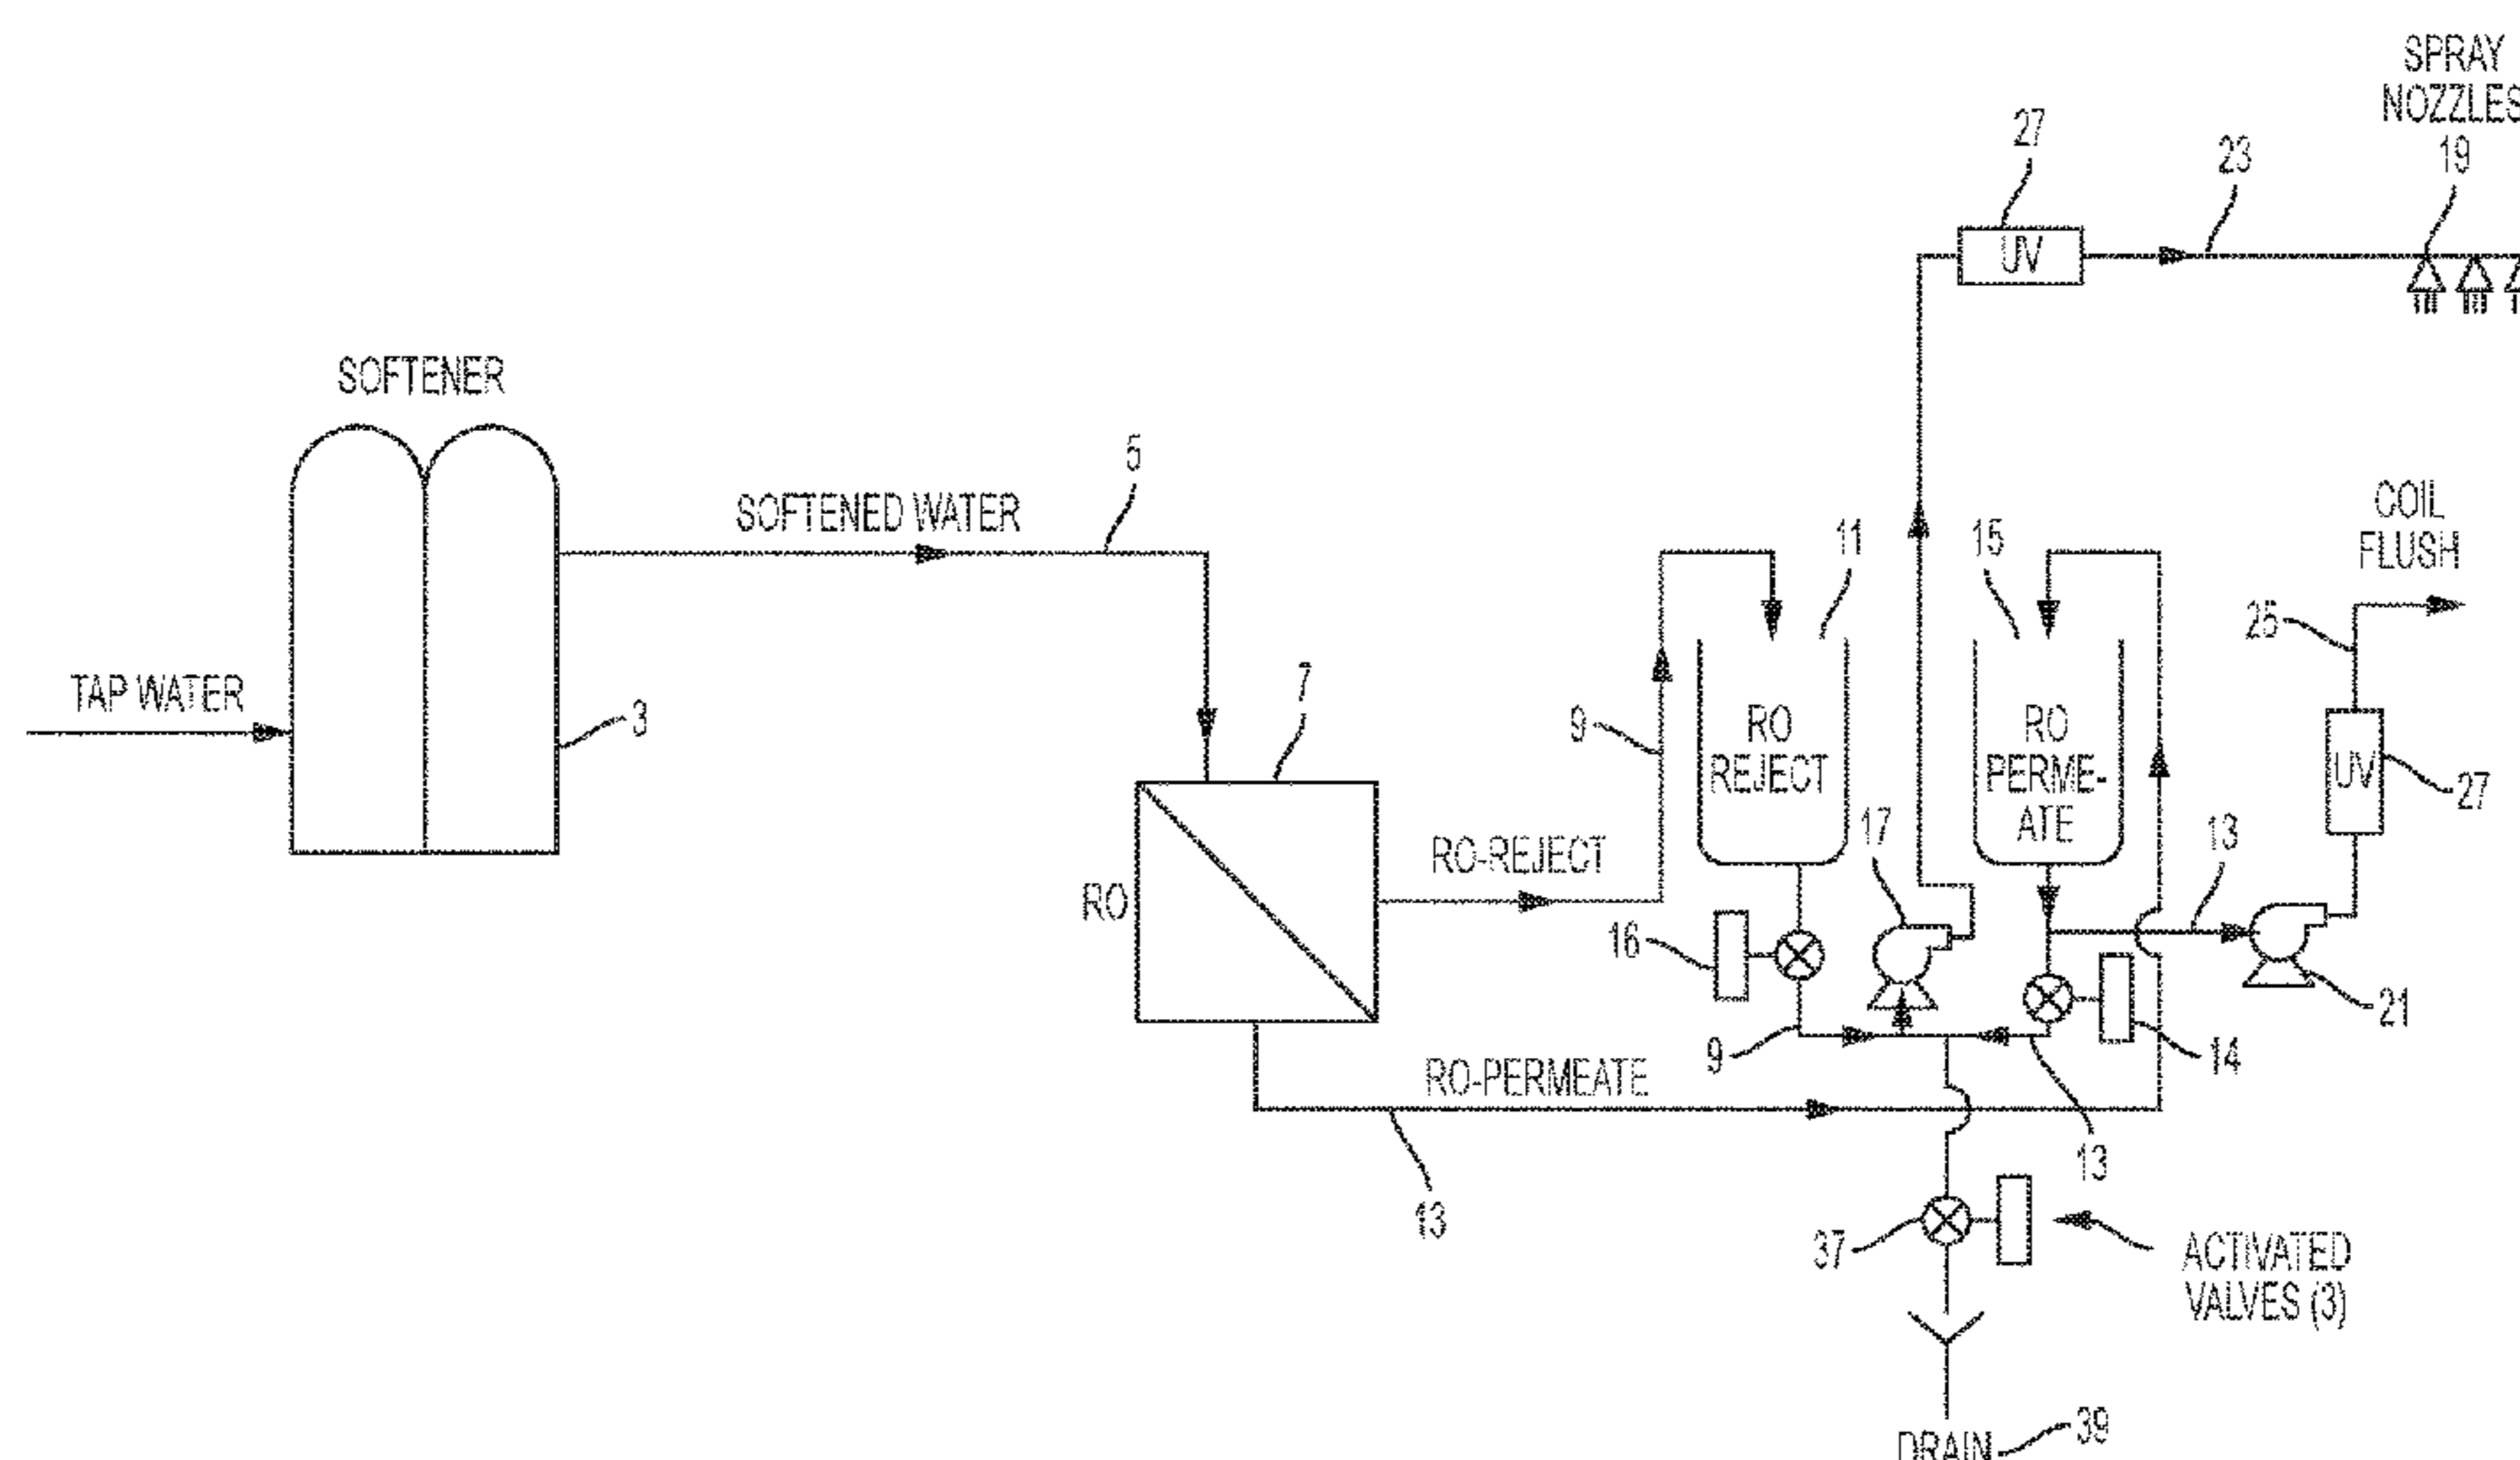 SPRAY
NOZZLES
19
27
23
UV
SOFTENER
5
SOFTENED WATER
COIL
FLUSH
11
15
25
TAP WATER
3
7
9
RO
REJECT
RO
PERME-
ATE
UV
27
17
13
RO-REJECT
RO
16
21
9
14
RO-PERMEATE
13
13
37
ACTIVATED
VALVES (3)
DRAIN
39